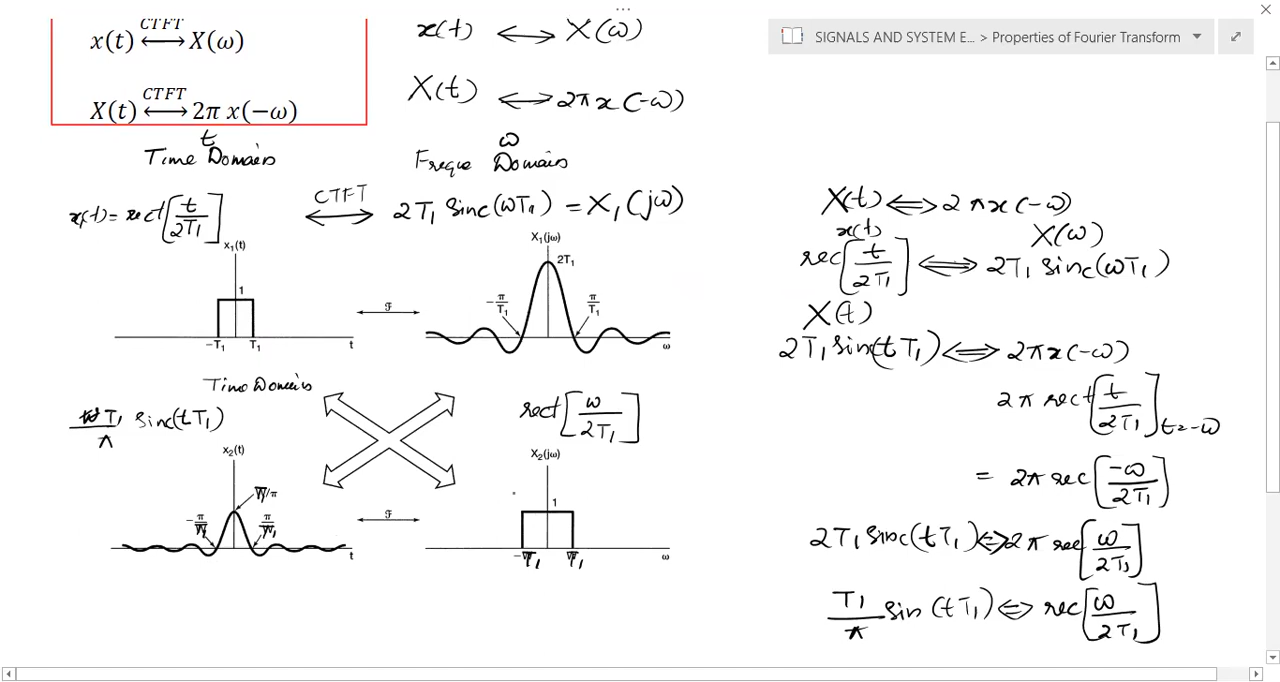 SIGNALS AND SYSTEM E... > Properties of Fourier Transform
CTFT
x(t) ⟷ X(ω)
CTFT
X(t) ⟷ 2π x(−ω)
x(t) ⟷ X(ω)
X(t) ⟷ 2π x(−ω)
t
Time Domain
ω
Freque Domain
x(t) = rect[t/2T₁]
CTFT
⟷
2T₁ Sinc(ωT₁) = X₁(jω)
x₁(t)
1
−T₁ T₁ t
ℱ
X₁(jω)
2T₁
−π/T₁ π/T₁
ω
Time Domain
T₁/π Sinc(tT₁)
rect[ω/2T₁]
x₂(t)
/π
−π/ π/
t
ℱ
X₂(jω)
1
ω
X(t) ⟺ 2πx(−ω)
x(t) X(ω)
rec[t/2T₁] ⟺ 2T₁ Sinc(ωT₁)
X(t)
2T₁ Sinc(tT₁) ⟺ 2πx(−ω)
2π rect[t/2T₁] t=−ω
= 2π rec[−ω/2T₁]
2T₁ Sinc(tT₁) ⟺ 2π rec[ω/2T₁]
T₁/π Sin(tT₁) ⟺ rec[ω/2T₁]